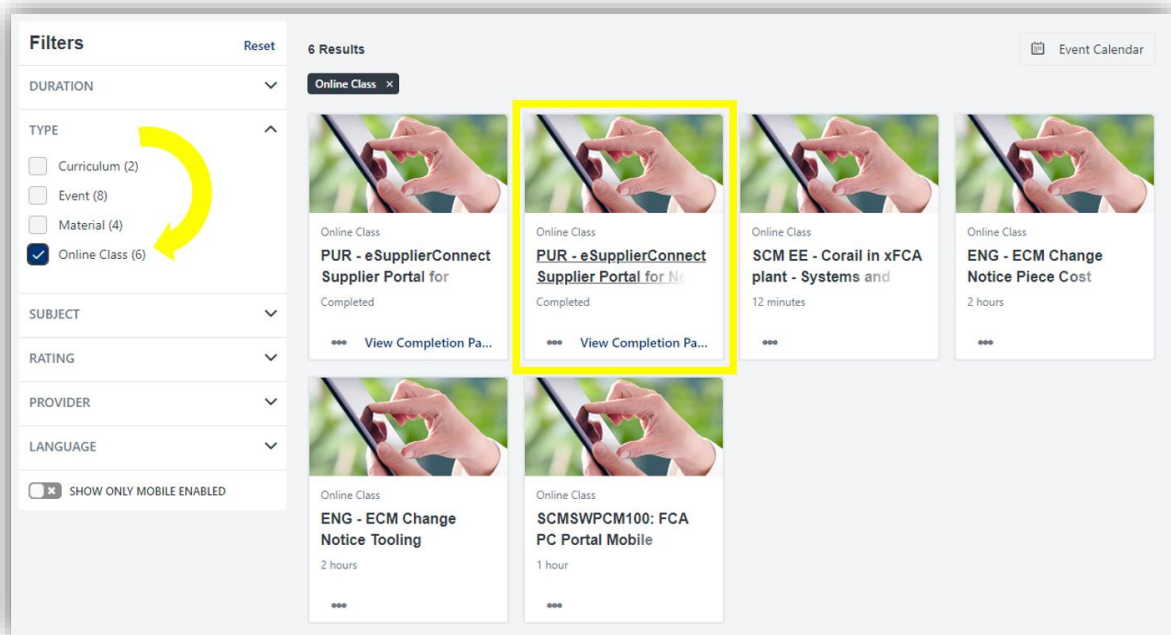 Filters
Reset
DURATION
TYPE
Curriculum (2)
Event (8)
Material (4)
Online Class (6)
SUBJECT
RATING
PROVIDER
LANGUAGE
SHOW ONLY MOBILE ENABLED
6 Results
Event Calendar
Online Class ×
Online Class
PUR - eSupplierConnect
Supplier Portal for
Completed
View Completion Pa...
Online Class
PUR - eSupplierConnect
Supplier Portal for Ne
Completed
View Completion Pa...
Online Class
SCM EE - Corail in xFCA
plant - Systems and
12 minutes
Online Class
ENG - ECM Change
Notice Piece Cost
2 hours
Online Class
ENG - ECM Change
Notice Tooling
2 hours
Online Class
SCMSWPCM100: FCA
PC Portal Mobile
1 hour